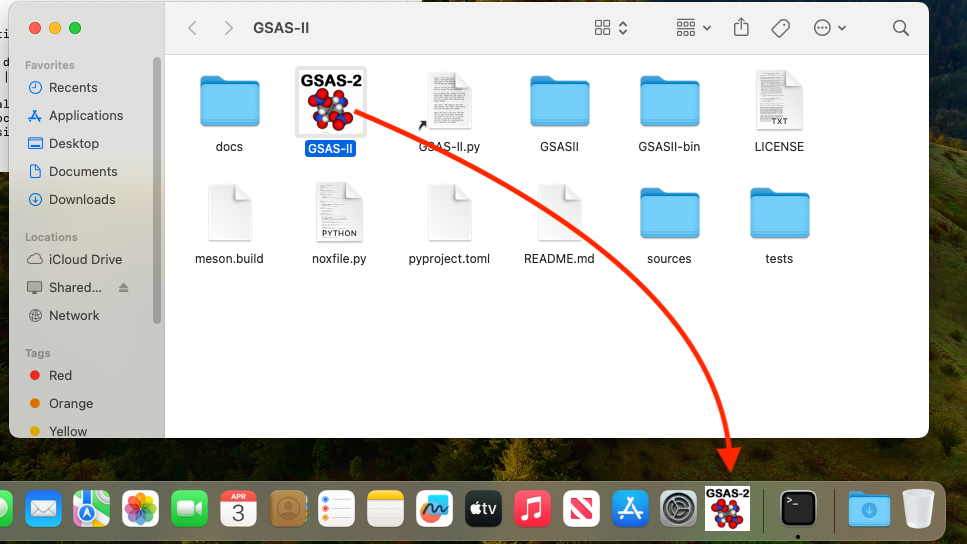 GSAS-II
Favorites
Recents
Applications
Desktop
Documents
Downloads
Locations
iCloud Drive
Shared...
Network
Tags
Red
Orange
Yellow
GSAS-2
TXT
docs
GSAS-II
GSAS-II.py
GSASII
GSASII-bin
LICENSE
PYTHON
meson.build
noxfile.py
pyproject.toml
README.md
sources
tests
APR
3
tv
GSAS-2
>_